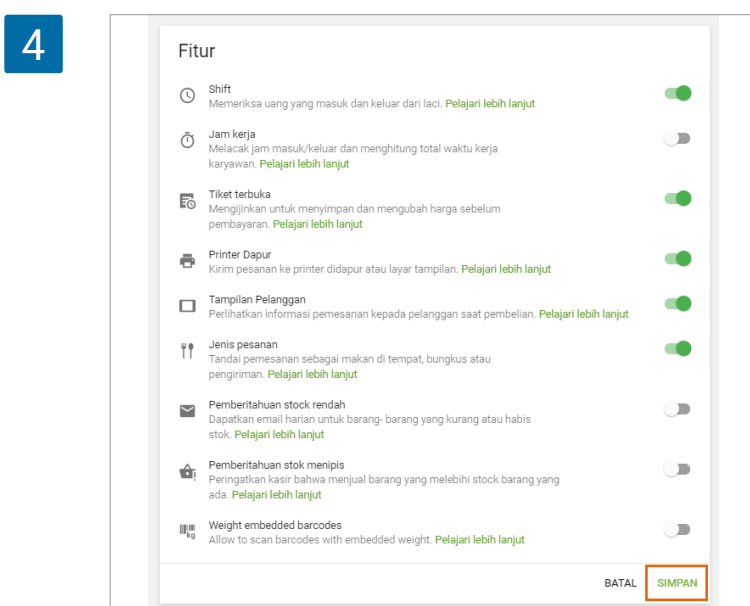 4
Fitur
Shift
Memeriksa uang yang masuk dan keluar dari laci. Pelajari lebih lanjut
Jam kerja
Melacak jam masuk/keluar dan menghitung total waktu kerja
karyawan. Pelajari lebih lanjut
Tiket terbuka
Mengijinkan untuk menyimpan dan mengubah harga sebelum
pembayaran. Pelajari lebih lanjut
Printer Dapur
Kirim pesanan ke printer didapur atau layar tampilan. Pelajari lebih lanjut
Tampilan Pelanggan
Perlihatkan informasi pemesanan kepada pelanggan saat pembelian. Pelajari lebih lanjut
Jenis pesanan
Tandai pemesanan sebagai makan di tempat, bungkus atau
pengiriman. Pelajari lebih lanjut
Pemberitahuan stock rendah
Dapatkan email harian untuk barang- barang yang kurang atau habis
stok. Pelajari lebih lanjut
Pemberitahuan stok menipis
Peringatkan kasir bahwa menjual barang yang melebihi stock barang yang
ada. Pelajari lebih lanjut
kg
Weight embedded barcodes
Allow to scan barcodes with embedded weight. Pelajari lebih lanjut
BATAL SIMPAN